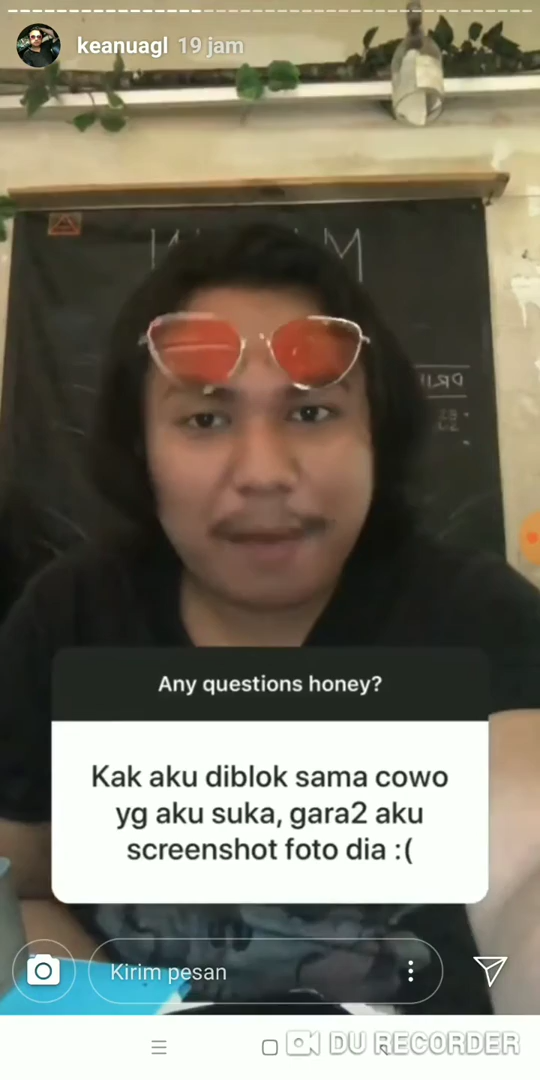 keanuagl 19 jam
Any questions honey?
Kak aku diblok sama cowo
yg aku suka, gara2 aku
screenshot foto dia :(
Kirim pesan
DU RECORDER